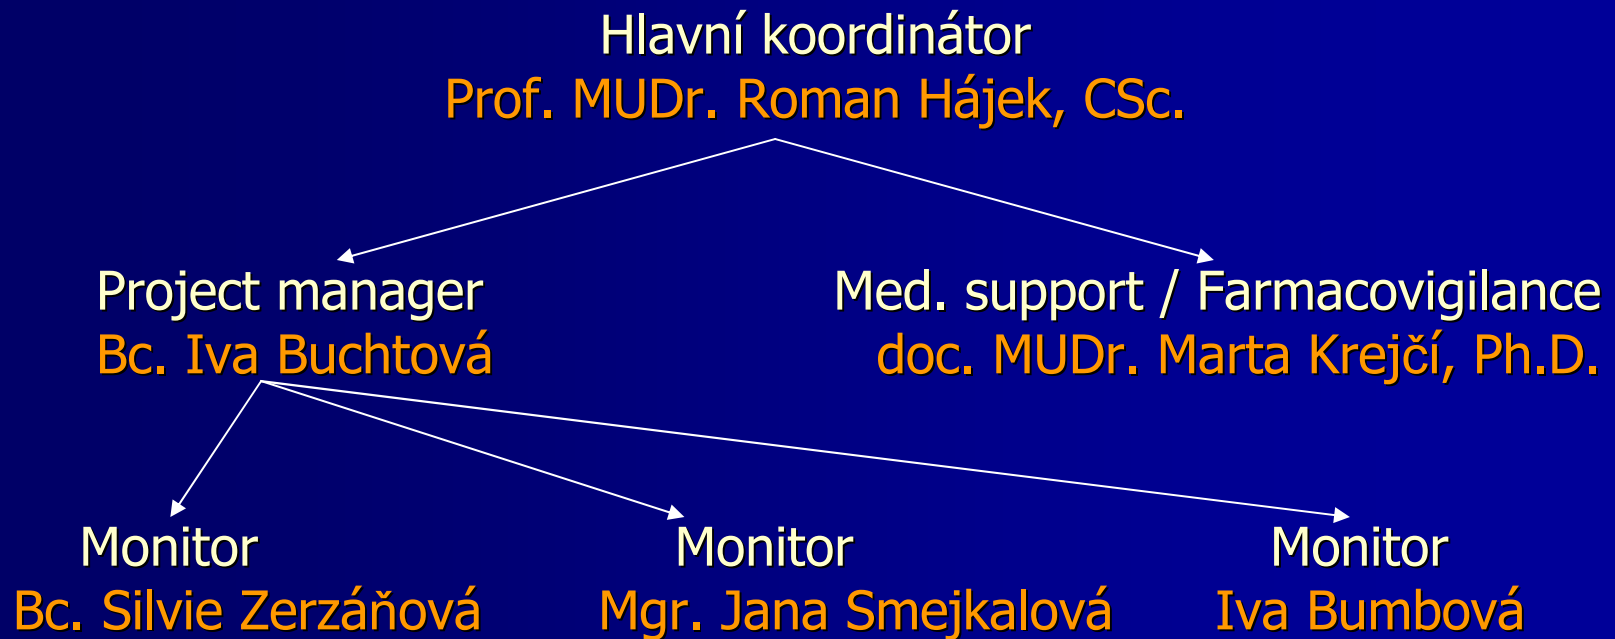 Hlavní koordinátor
Prof. MUDr. Roman Hájek, CSc.
Project manager
Bc. Iva Buchtová
Med. support / Farmacovigilance
doc. MUDr. Marta Krejčí, Ph.D.
Monitor
Bc. Silvie Zerzáňová
Monitor
Mgr. Jana Smejkalová
Monitor
Iva Bumbová